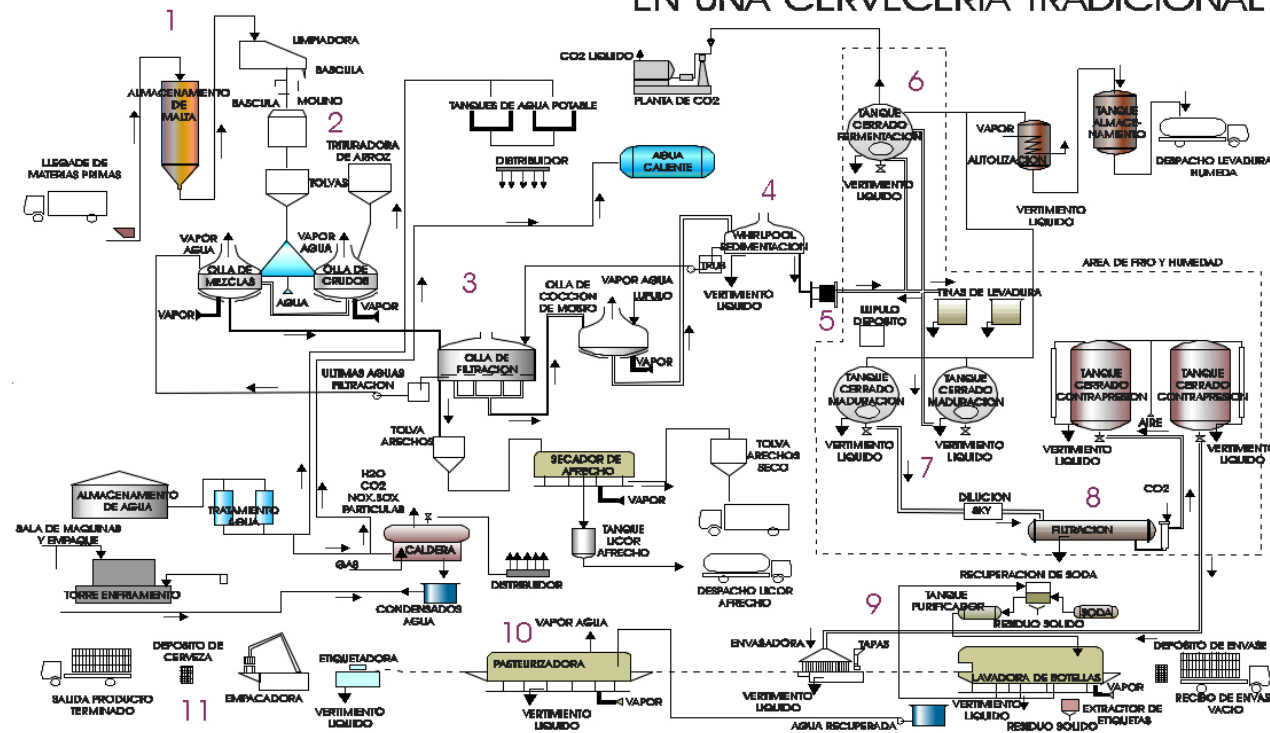 EN UNA CERVECERIA TRADICIONAL
1
LIMPIADORA
BASCULA
BASCULA
MOLINO
2
ALMACENAMIENTO
DE
MALTA
TRITURADORA
DE ARROZ
TOLVAS
LLEGADE DE
MATERIAS PRIMAS
VAPOR
AGUA
VAPOR
AGUA
OLLA DE
MEZCLAS
OLLA DE
CRUDOS
AGUA
VAPOR
VAPOR
CO2 LIQUIDO
PLANTA DE CO2
TANQUES DE AGUA POTABLE
DISTRIBUIDOR
AGUA
CALIENTE
3
OLLA DE
FILTRACION
ULTIMAS AGUAS
FILTRACION
OLLA DE
COCCION
DE MOSTO
VAPOR AGUA
LUPULO
VAPOR
4
WHIRLPOOL
SEDIMENTACION
TRUB
VERTIMIENTO
LIQUIDO
5
6
TANQUE
CERRADO
FERMENTACION
VERTIMIENTO
LIQUIDO
VAPOR
AUTOLIZACION
VERTIMIENTO
LIQUIDO
TANQUE
ALMACE-
NAMIENTO
DESPACHO LEVADURA
HUMEDA
AREA DE FRIO Y HUMEDAD
TINAS DE LEVADURA
LUPULO
DEPOSITO
TANQUE
CERRADO
MADURACION
TANQUE
CERRADO
MADURACION
VERTIMIENTO
LIQUIDO
VERTIMIENTO
LIQUIDO
TANQUE
CERRADO
CONTRAPRESION
TANQUE
CERRADO
CONTRAPRESION
AIRE
VERTIMIENTO
LIQUIDO
VERTIMIENTO
LIQUIDO
7
DILUCION
SKY
8
CO2
FILTRACION
TOLVA
ARECHOS
SECADOR DE
AFRECHO
VAPOR
TOLVA
ARECHOS
SECO
TANQUE
LICOR
AFRECHO
DESPACHO LICOR
AFRECHO
ALMACENAMIENTO
DE AGUA
TRATAMIENTO
AGUA
H2O
CO2
NOX.SOX
PARTICULAS
CALDERA
GAS
DISTRIBUIDOR
CONDENSADOS
AGUA
SALA DE MAQUINAS
Y EMPAQUE
TORRE ENFRIAMIENTO
9
RECUPERACION DE SODA
TANQUE
PURIFICADOR
SODA
RESIDUO SOLIDO
10
VAPOR AGUA
PASTEURIZADORA
VERTIMIENTO
LIQUIDO
VAPOR
ENVASADORA
TAPAS
VERTIMIENTO
LIQUIDO
AGUA RECUPERADA
LAVADORA DE BOTELLAS
VAPOR
VERTIMIENTO
LIQUIDO
RESIDUO SOLIDO
EXTRACTOR DE
ETIQUETAS
DEPOSITO DE ENVASE
RECIBO DE ENVAS
VACIO
ETIQUETADORA
VERTIMIENTO
LIQUIDO
EMPACADORA
DEPOSITO DE
CERVEZA
SALIDA PRODUCTO
TERMINADO
11